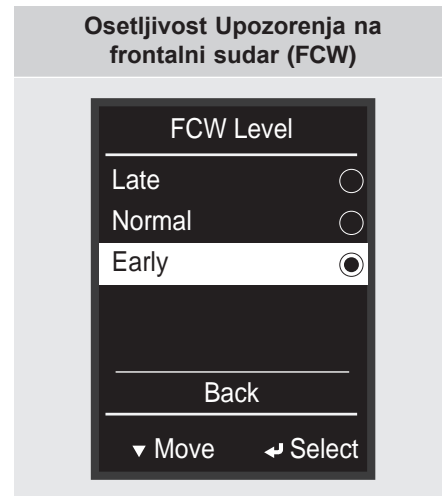 Osetljivost Upozorenja na
frontalni sudar (FCW)
FCW Level
Late
Normal
Early
Back
Move Select